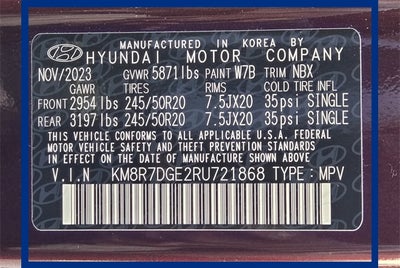 MANUFACTURED IN KOREA BY
HYUNDAI MOTOR COMPANY
NOV/2023 GVWR 5871lbs PAINT W7B TRIM NBX
GAWR TIRES RIMS COLD TIRE INFL
FRONT 2954 lbs 245/50R20 7.5JX20 35psi SINGLE
REAR 3197 lbs 245/50R20 7.5JX20 35psi SINGLE
THIS VEHICLE CONFORMS TO ALL APPLICABLE U.S.A. FEDERAL
MOTOR VEHICLE SAFETY, BUMPER, AND THEFT PREVENTION STANDARDS
IN EFFECT ON THE DATE OF MANUFACTURE SHOWN ABOVE.
V.I.N KM8R7DGE2RU721868 TYPE : MPV